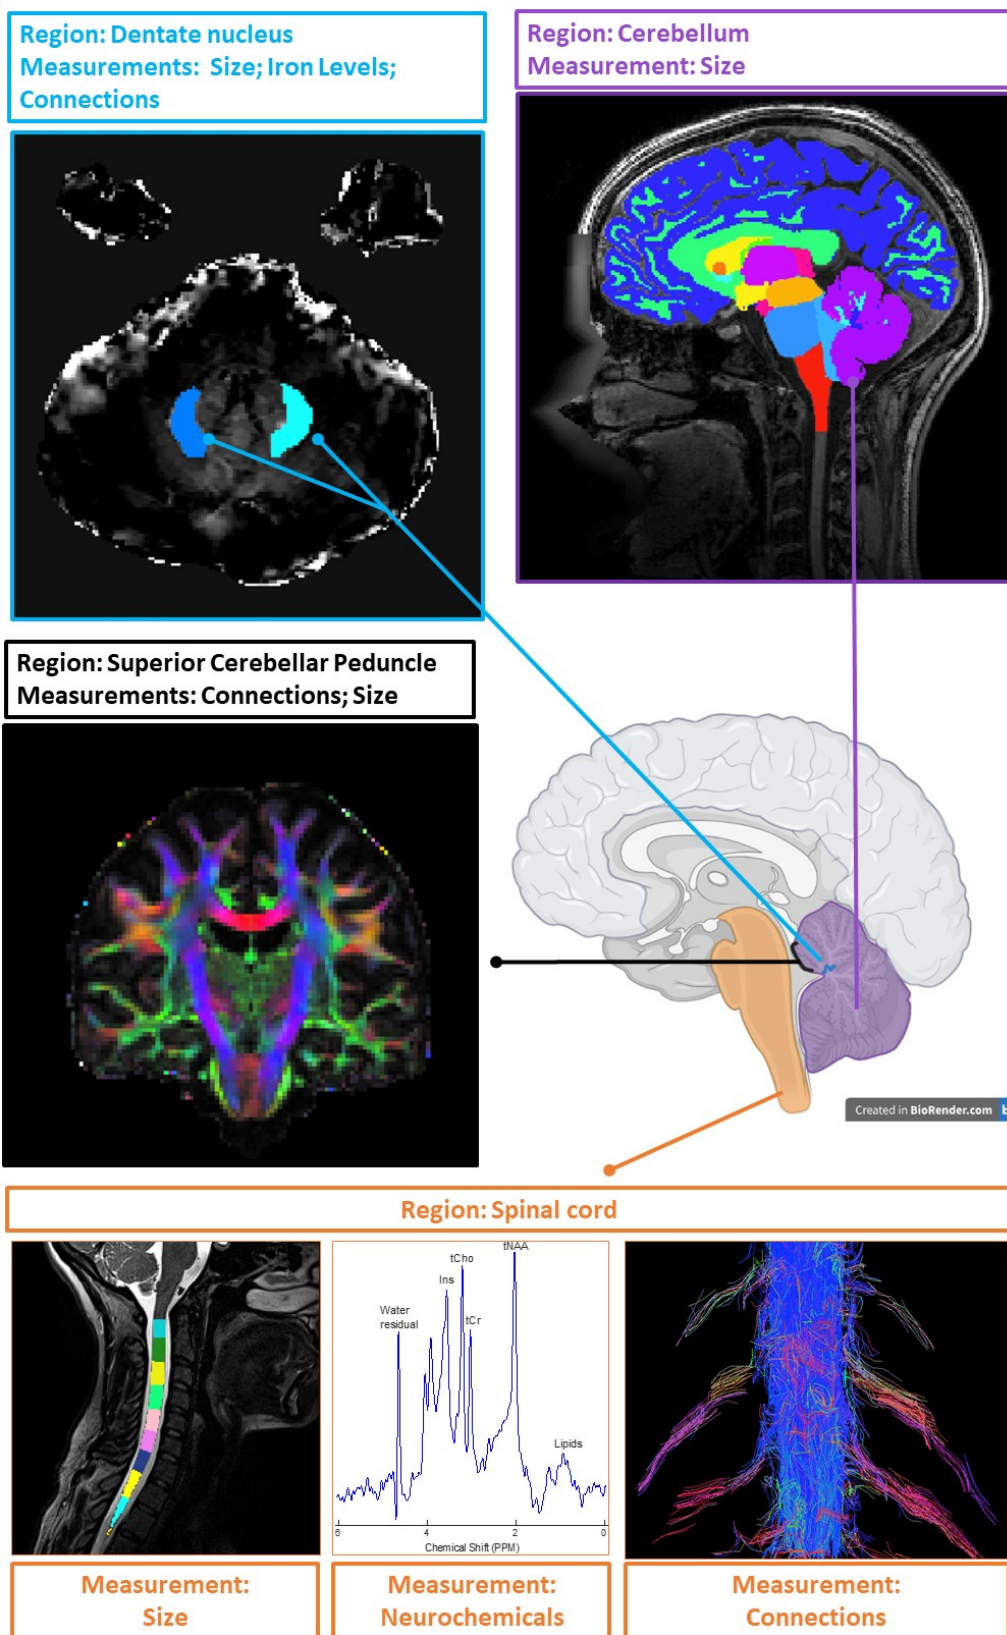 Region: Dentate nucleus
Measurements:  Size; Iron Levels;
Connections
Region: Cerebellum
Measurement: Size
Region: Superior Cerebellar Peduncle
Measurements: Connections; Size
Created in BioRender.com
Region: Spinal cord
tNAA
tCho
Ins
Water
residual
tCr
Lipids
6 4 2 0
Chemical Shift (PPM)
Measurement:
Size
Measurement:
Neurochemicals
Measurement:
Connections